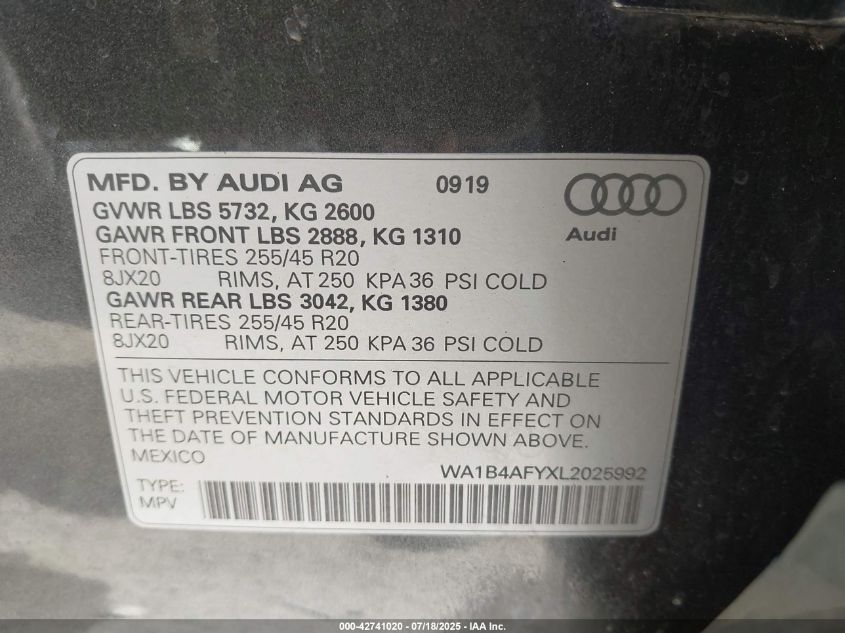 MFD. BY AUDI AG 0919
Audi
GVWR LBS 5732, KG 2600
GAWR FRONT LBS 2888, KG 1310
FRONT-TIRES 255/45 R20
8JX20 RIMS, AT 250 KPA 36 PSI COLD
GAWR REAR LBS 3042, KG 1380
REAR-TIRES 255/45 R20
8JX20 RIMS, AT 250 KPA 36 PSI COLD
THIS VEHICLE CONFORMS TO ALL APPLICABLE
U.S. FEDERAL MOTOR VEHICLE SAFETY AND
THEFT PREVENTION STANDARDS IN EFFECT ON
THE DATE OF MANUFACTURE SHOWN ABOVE.
MEXICO
WA1B4AFYXL2025992
TYPE:
MPV
000-42741020 - 07/18/2025 - IAA Inc.